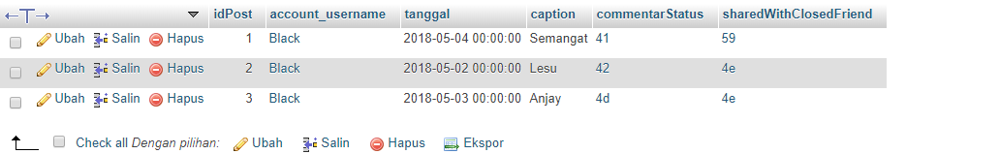 idPost account_username tanggal caption commentarStatus sharedWithClosedFriend
Ubah Salin Hapus 1 Black 2018-05-04 00:00:00 Semangat 41 59
Ubah Salin Hapus 2 Black 2018-05-02 00:00:00 Lesu 42 4e
Ubah Salin Hapus 3 Black 2018-05-03 00:00:00 Anjay 4d 4e
Check all Dengan pilihan: Ubah Salin Hapus Ekspor